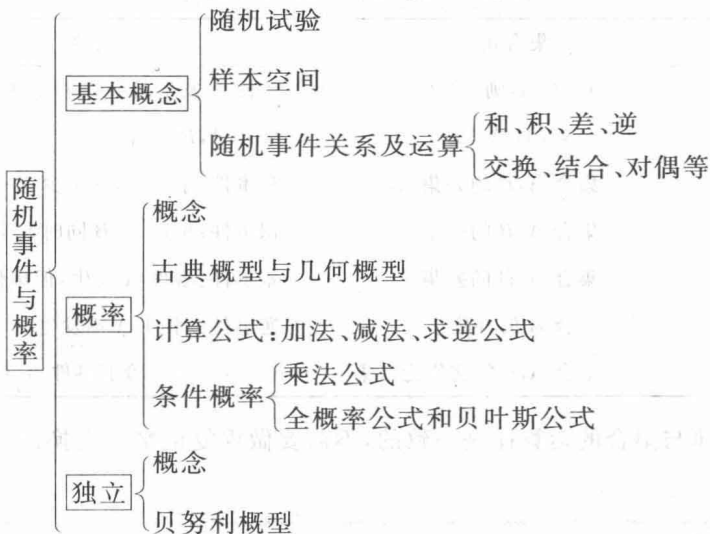 随机事件与概率
基本概念
随机试验
样本空间
随机事件关系及运算
和、积、差、逆
交换、结合、对偶等
概率
概念
古典概型与几何概型
计算公式:加法、减法、求逆公式
条件概率
乘法公式
全概率公式和贝叶斯公式
独立
概念
贝努利概型